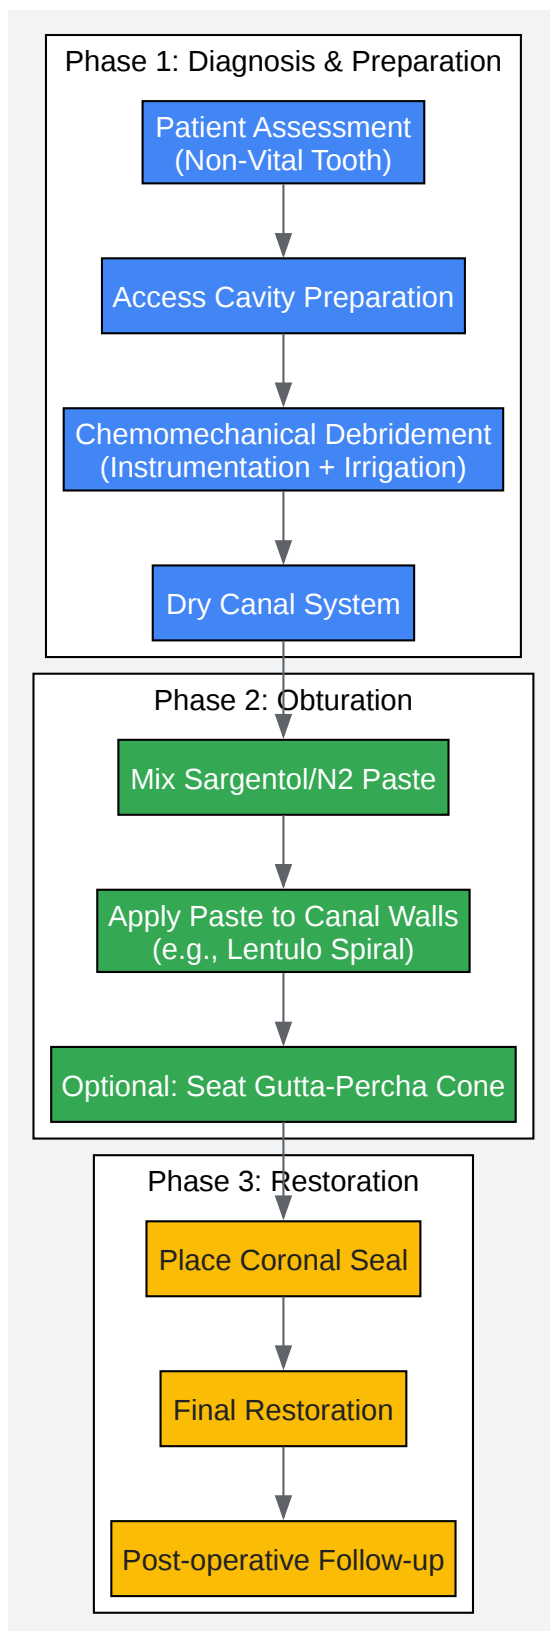 Phase 1: Diagnosis & Preparation
Patient Assessment
(Non-Vital Tooth)
Access Cavity Preparation
Chemomechanical Debridement
(Instrumentation + Irrigation)
Dry Canal System
Phase 2: Obturation
Mix Sargentol/N2 Paste
Apply Paste to Canal Walls
(e.g., Lentulo Spiral)
Optional: Seat Gutta-Percha Cone
Phase 3: Restoration
Place Coronal Seal
Final Restoration
Post-operative Follow-up